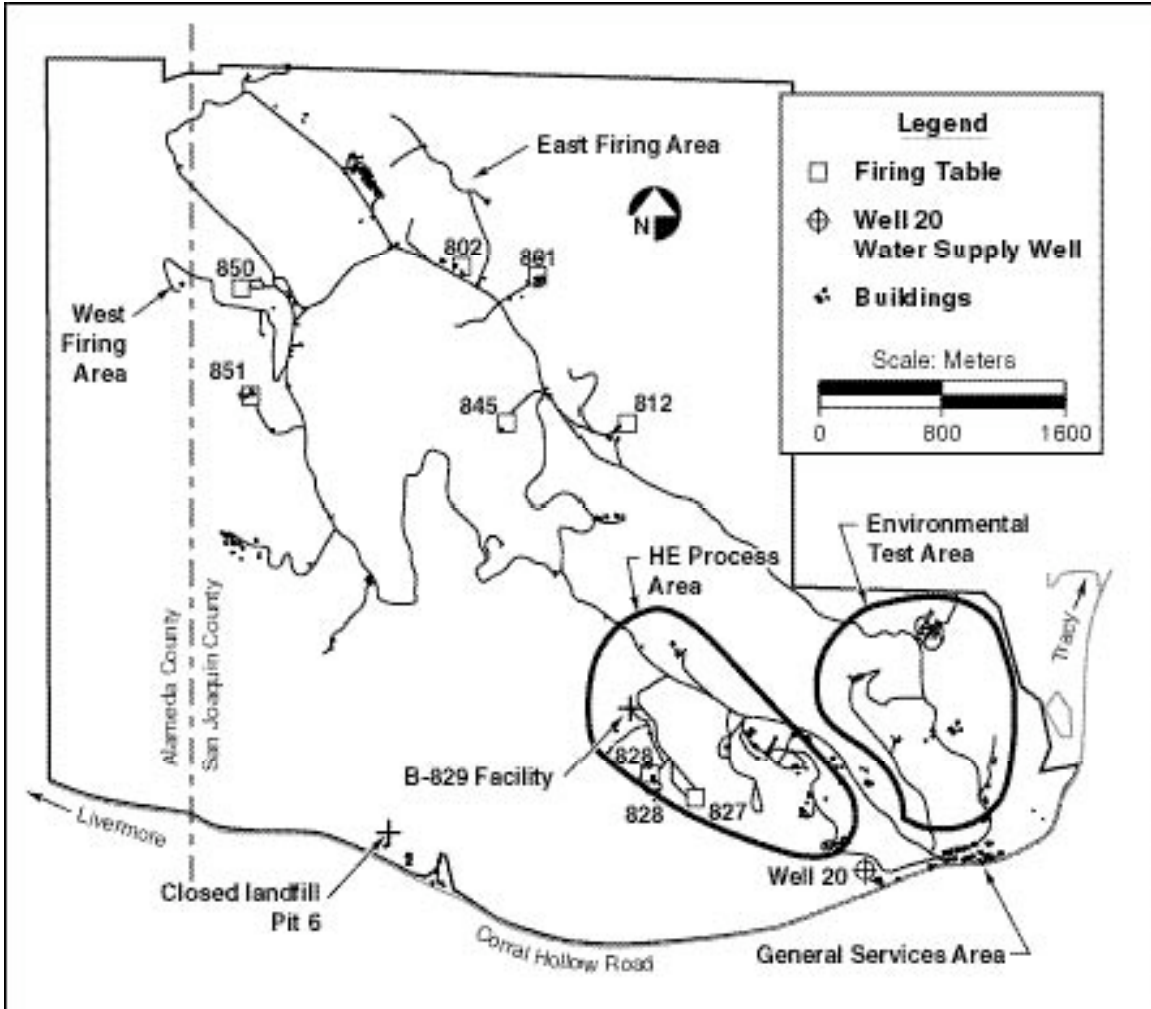 Legend
Firing Table
Well 20
Water Supply Well
Buildings
Scale: Meters
0 800 1600
East Firing Area
N
802
801
850
West
Firing
Area
851
845
812
Environmental
Test Area
HE Process
Area
Tracy
Alameda County
San Joaquin County
B-829 Facility
828
828
827
Livermore
Closed landfill
Pit 6
Well 20
Corral Hollow Road
General Services Area